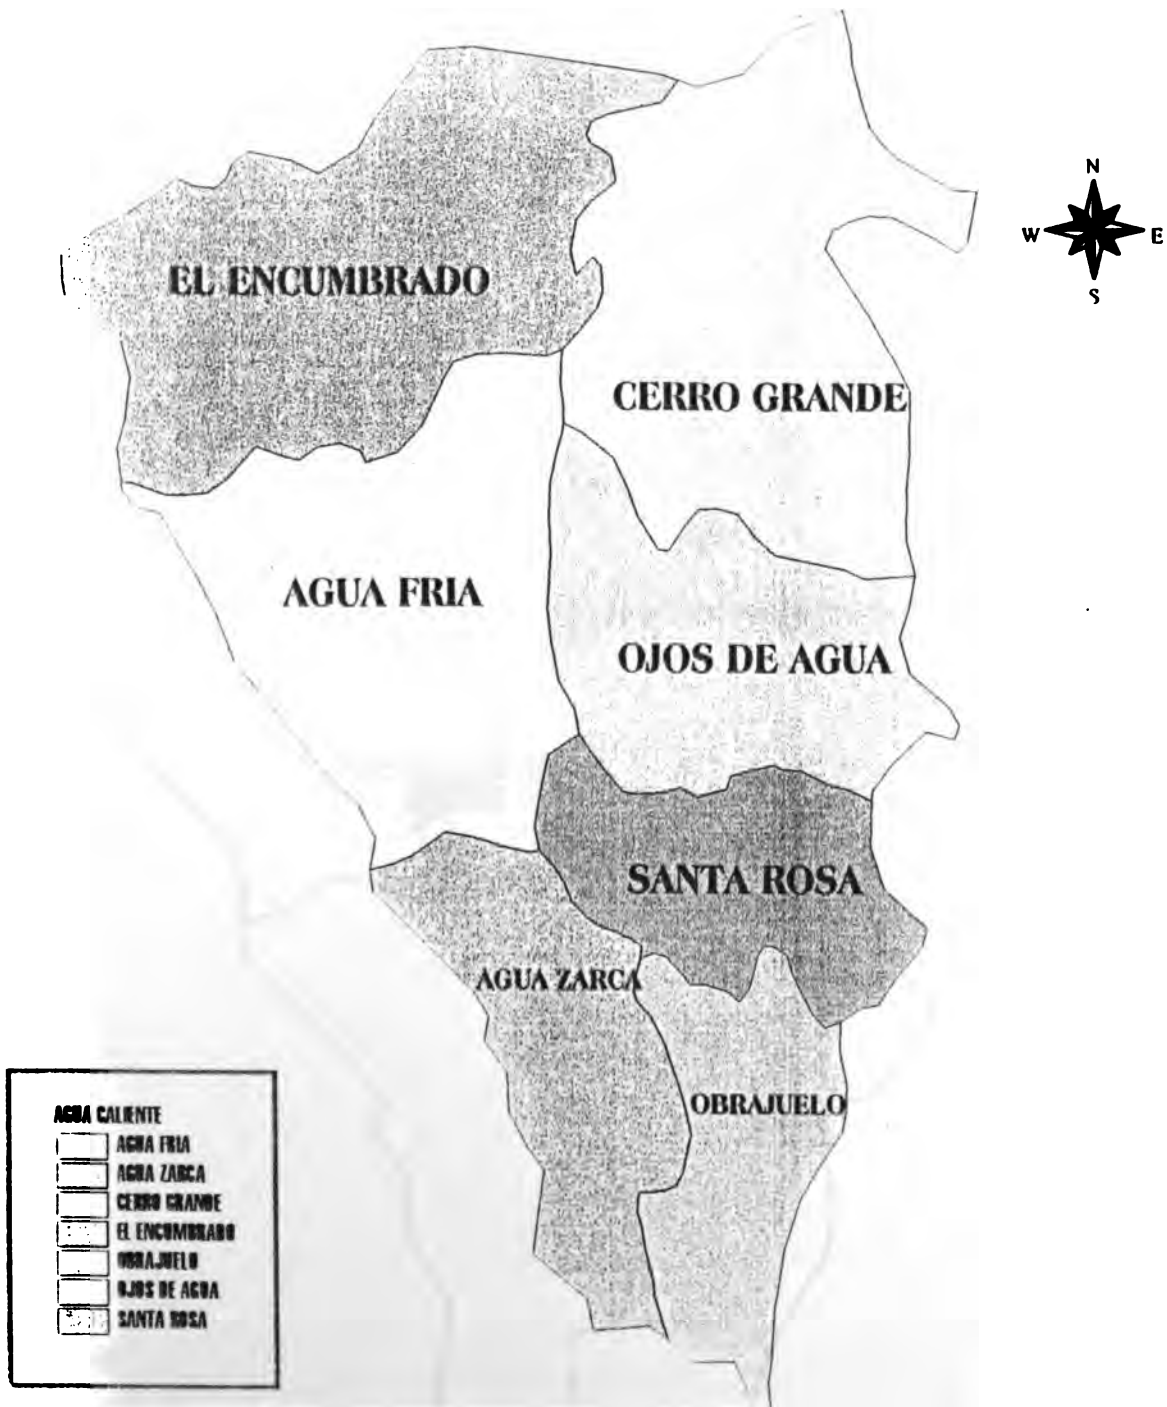 N
W E
S
EL ENCUMBRADO
CERRO GRANDE
AGUA FRIA
OJOS DE AGUA
SANTA ROSA
AGUA ZARCA
OBRAJUELO
AGUA CALIENTE
AGUA FRIA
AGUA ZARCA
CERRO GRANDE
EL ENCUMBRADO
OBRAJUELO
OJOS DE AGUA
SANTA ROSA